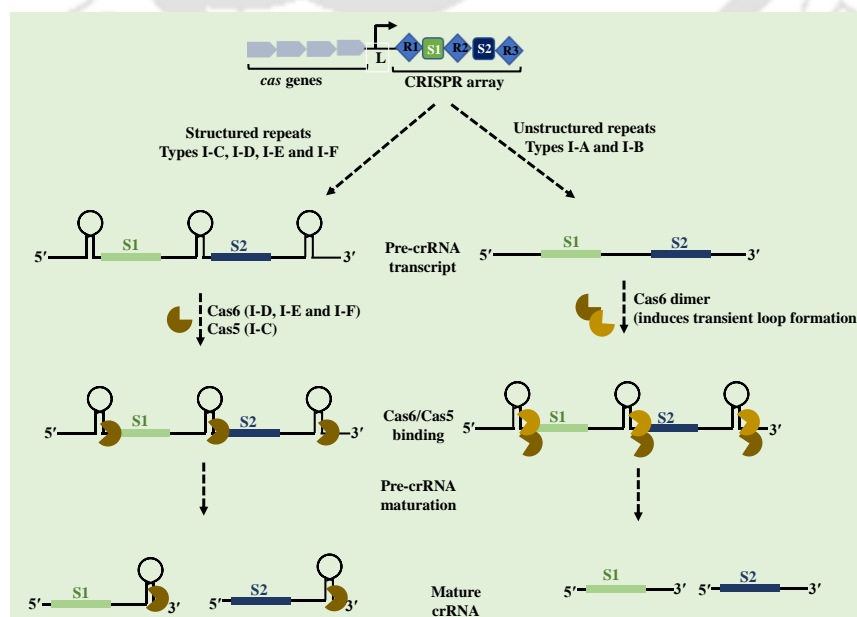 R1 S1 R2 S2 R3
L
cas genes
CRISPR array
Structured repeats
Types I-C, I-D, I-E and I-F
Unstructured repeats
Types I-A and I-B
5′ S1 S2 3′
Pre-crRNA
transcript
5′ S1 S2 3′
Cas6 (I-D, I-E and I-F)
Cas5 (I-C)
Cas6 dimer
(induces transient loop formation
5′ S1 S2 3′
Cas6/Cas5
binding
5′ S1 S2 3′
Pre-crRNA
maturation
5′ S1 3′
5′ S2 3′
Mature
crRNA
5′ S1 3′
5′ S2 3′